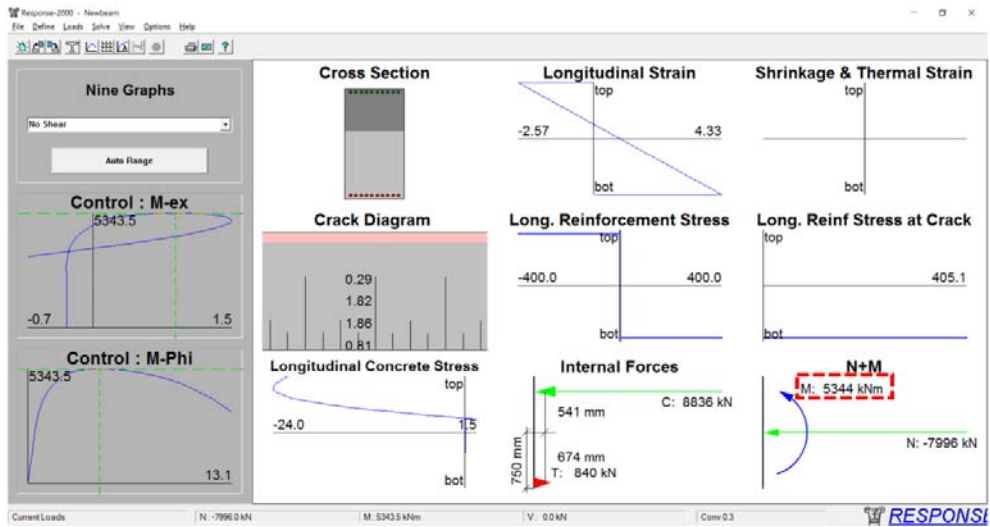 Response-2000 - Newbeam
File Define Loads Solve View Options Help
Nine Graphs
No Shear
Auto Range
Control : M-ex
5343.5
-0.7 1.5
Control : M-Phi
5343.5
13.1
Cross Section
Longitudinal Strain
top
-2.57 4.33
bot
Shrinkage & Thermal Strain
top
bot
Crack Diagram
0.29
1.82
1.86
0.81
Long. Reinforcement Stress
top
-400.0 400.0
bot
Long. Reinf Stress at Crack
top
405.1
bot
Longitudinal Concrete Stress
top
-24.0 1.5
bot
Internal Forces
C: 8836 kN
541 mm
750 mm
674 mm
T: 840 kN
N+M
M: 5344 kNm
N: -7996 kN
Current Loads N: -7996.0 kN M: 5343.5 kNm V: 0.0 kN Conv 0.3
RESPONSE